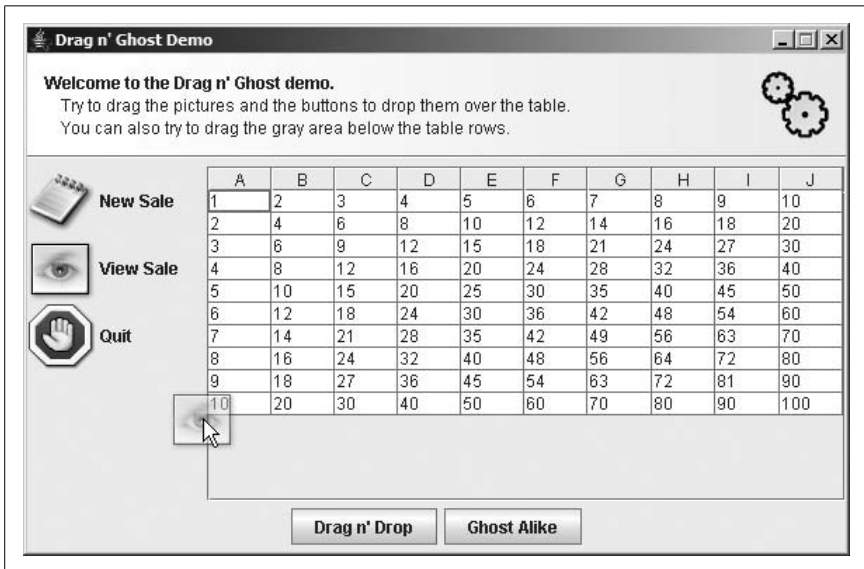 Drag n' Ghost Demo
Welcome to the Drag n' Ghost demo.
Try to drag the pictures and the buttons to drop them over the table.
You can also try to drag the gray area below the table rows.
New Sale
View Sale
Quit
A B C D E F G H I J
1 2 3 4 5 6 7 8 9 10
2 4 6 8 10 12 14 16 18 20
3 6 9 12 15 18 21 24 27 30
4 8 12 16 20 24 28 32 36 40
5 10 15 20 25 30 35 40 45 50
6 12 18 24 30 36 42 48 54 60
7 14 21 28 35 42 49 56 63 70
8 16 24 32 40 48 56 64 72 80
9 18 27 36 45 54 63 72 81 90
10 20 30 40 50 60 70 80 90 100
Drag n' Drop
Ghost Alike